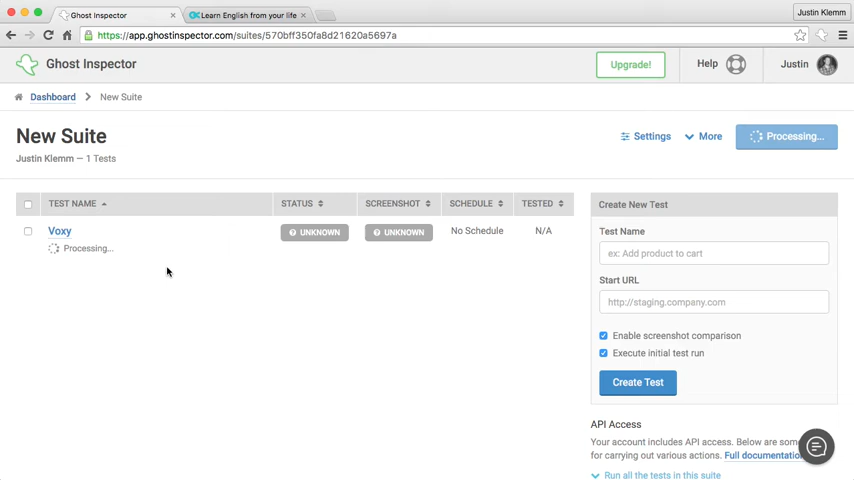 Ghost Inspector
Learn English from your life
Justin Klemm
https://app.ghostinspector.com/suites/570bff350fa8d21620a5697a
Ghost Inspector
Upgrade!
Help
Justin
Dashboard
New Suite
New Suite
Settings
More
Processing...
Justin Klemm — 1 Tests
TEST NAME
STATUS
SCREENSHOT
SCHEDULE
TESTED
Voxy
UNKNOWN
UNKNOWN
No Schedule
N/A
Processing...
Create New Test
Test Name
ex: Add product to cart
Start URL
http://staging.company.com
Enable screenshot comparison
Execute initial test run
Create Test
API Access
Your account includes API access. Below are som
for carrying out various actions. Full documentatio
Run all the tests in this suite